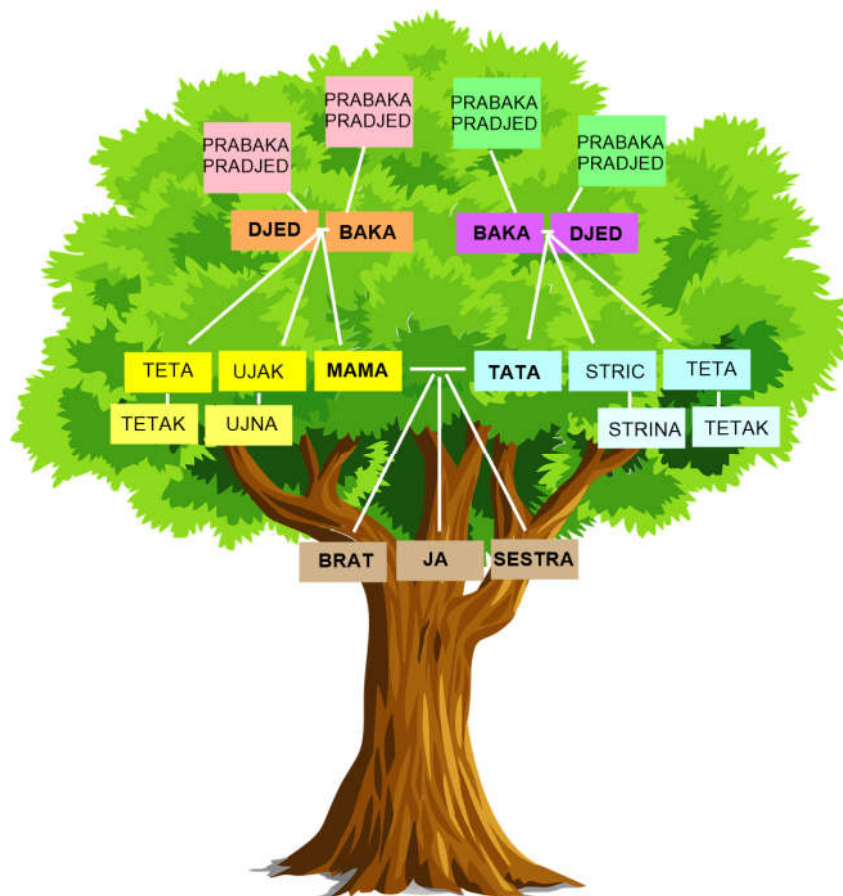 PRABAKA
PRADJED
PRABAKA
PRADJED
PRABAKA
PRADJED
PRABAKA
PRADJED
DJED BAKA BAKA DJED
TETA UJAK MAMA TATA STRIC TETA
TETAK UJNA STRINA TETAK
BRAT JA SESTRA